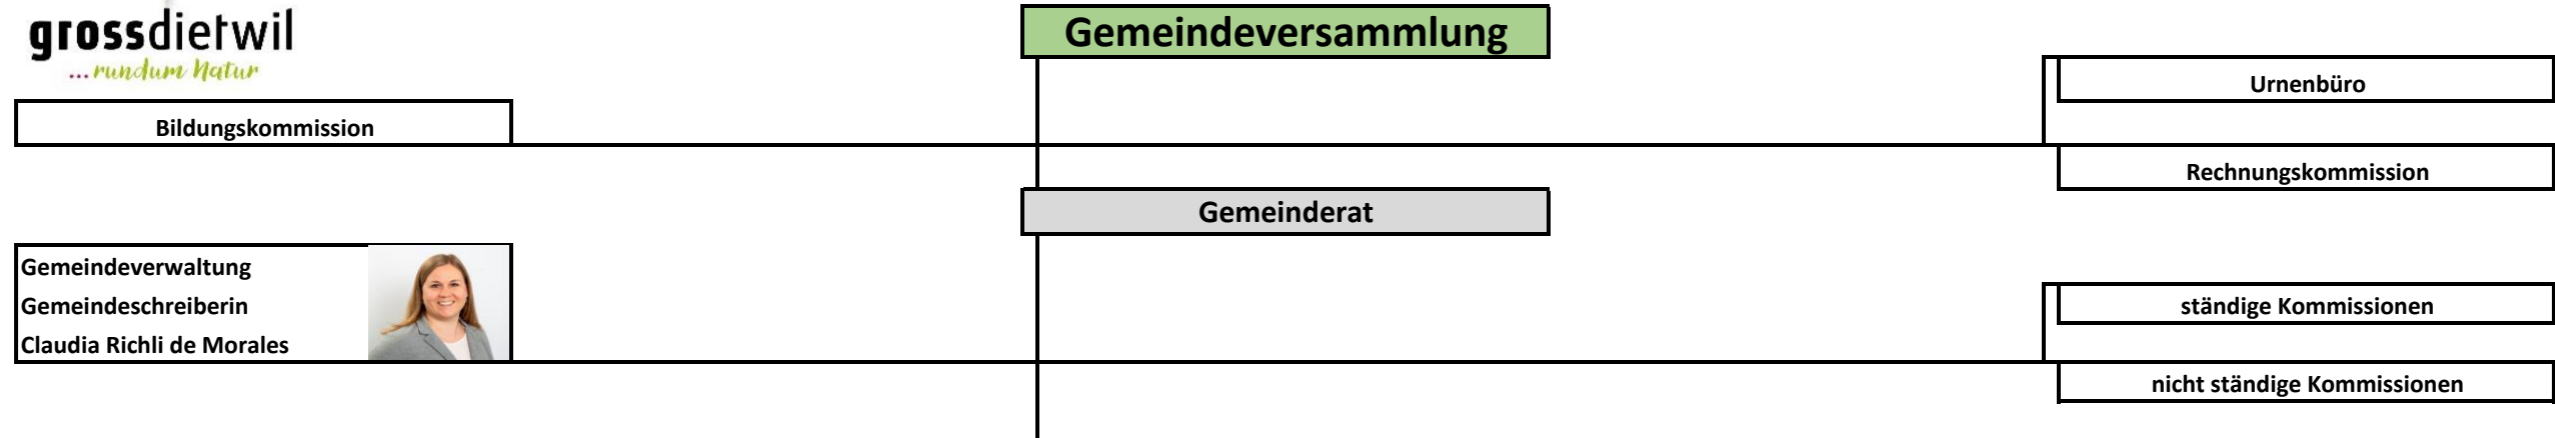 grossdietwil
...rundum Natur
Gemeindeversammlung
Urnenbüro
Bildungskommission
Rechnungskommission
Gemeinderat
Gemeindeverwaltung
Gemeindeschreiberin
Claudia Richli de Morales
ständige Kommissionen
nicht ständige Kommissionen